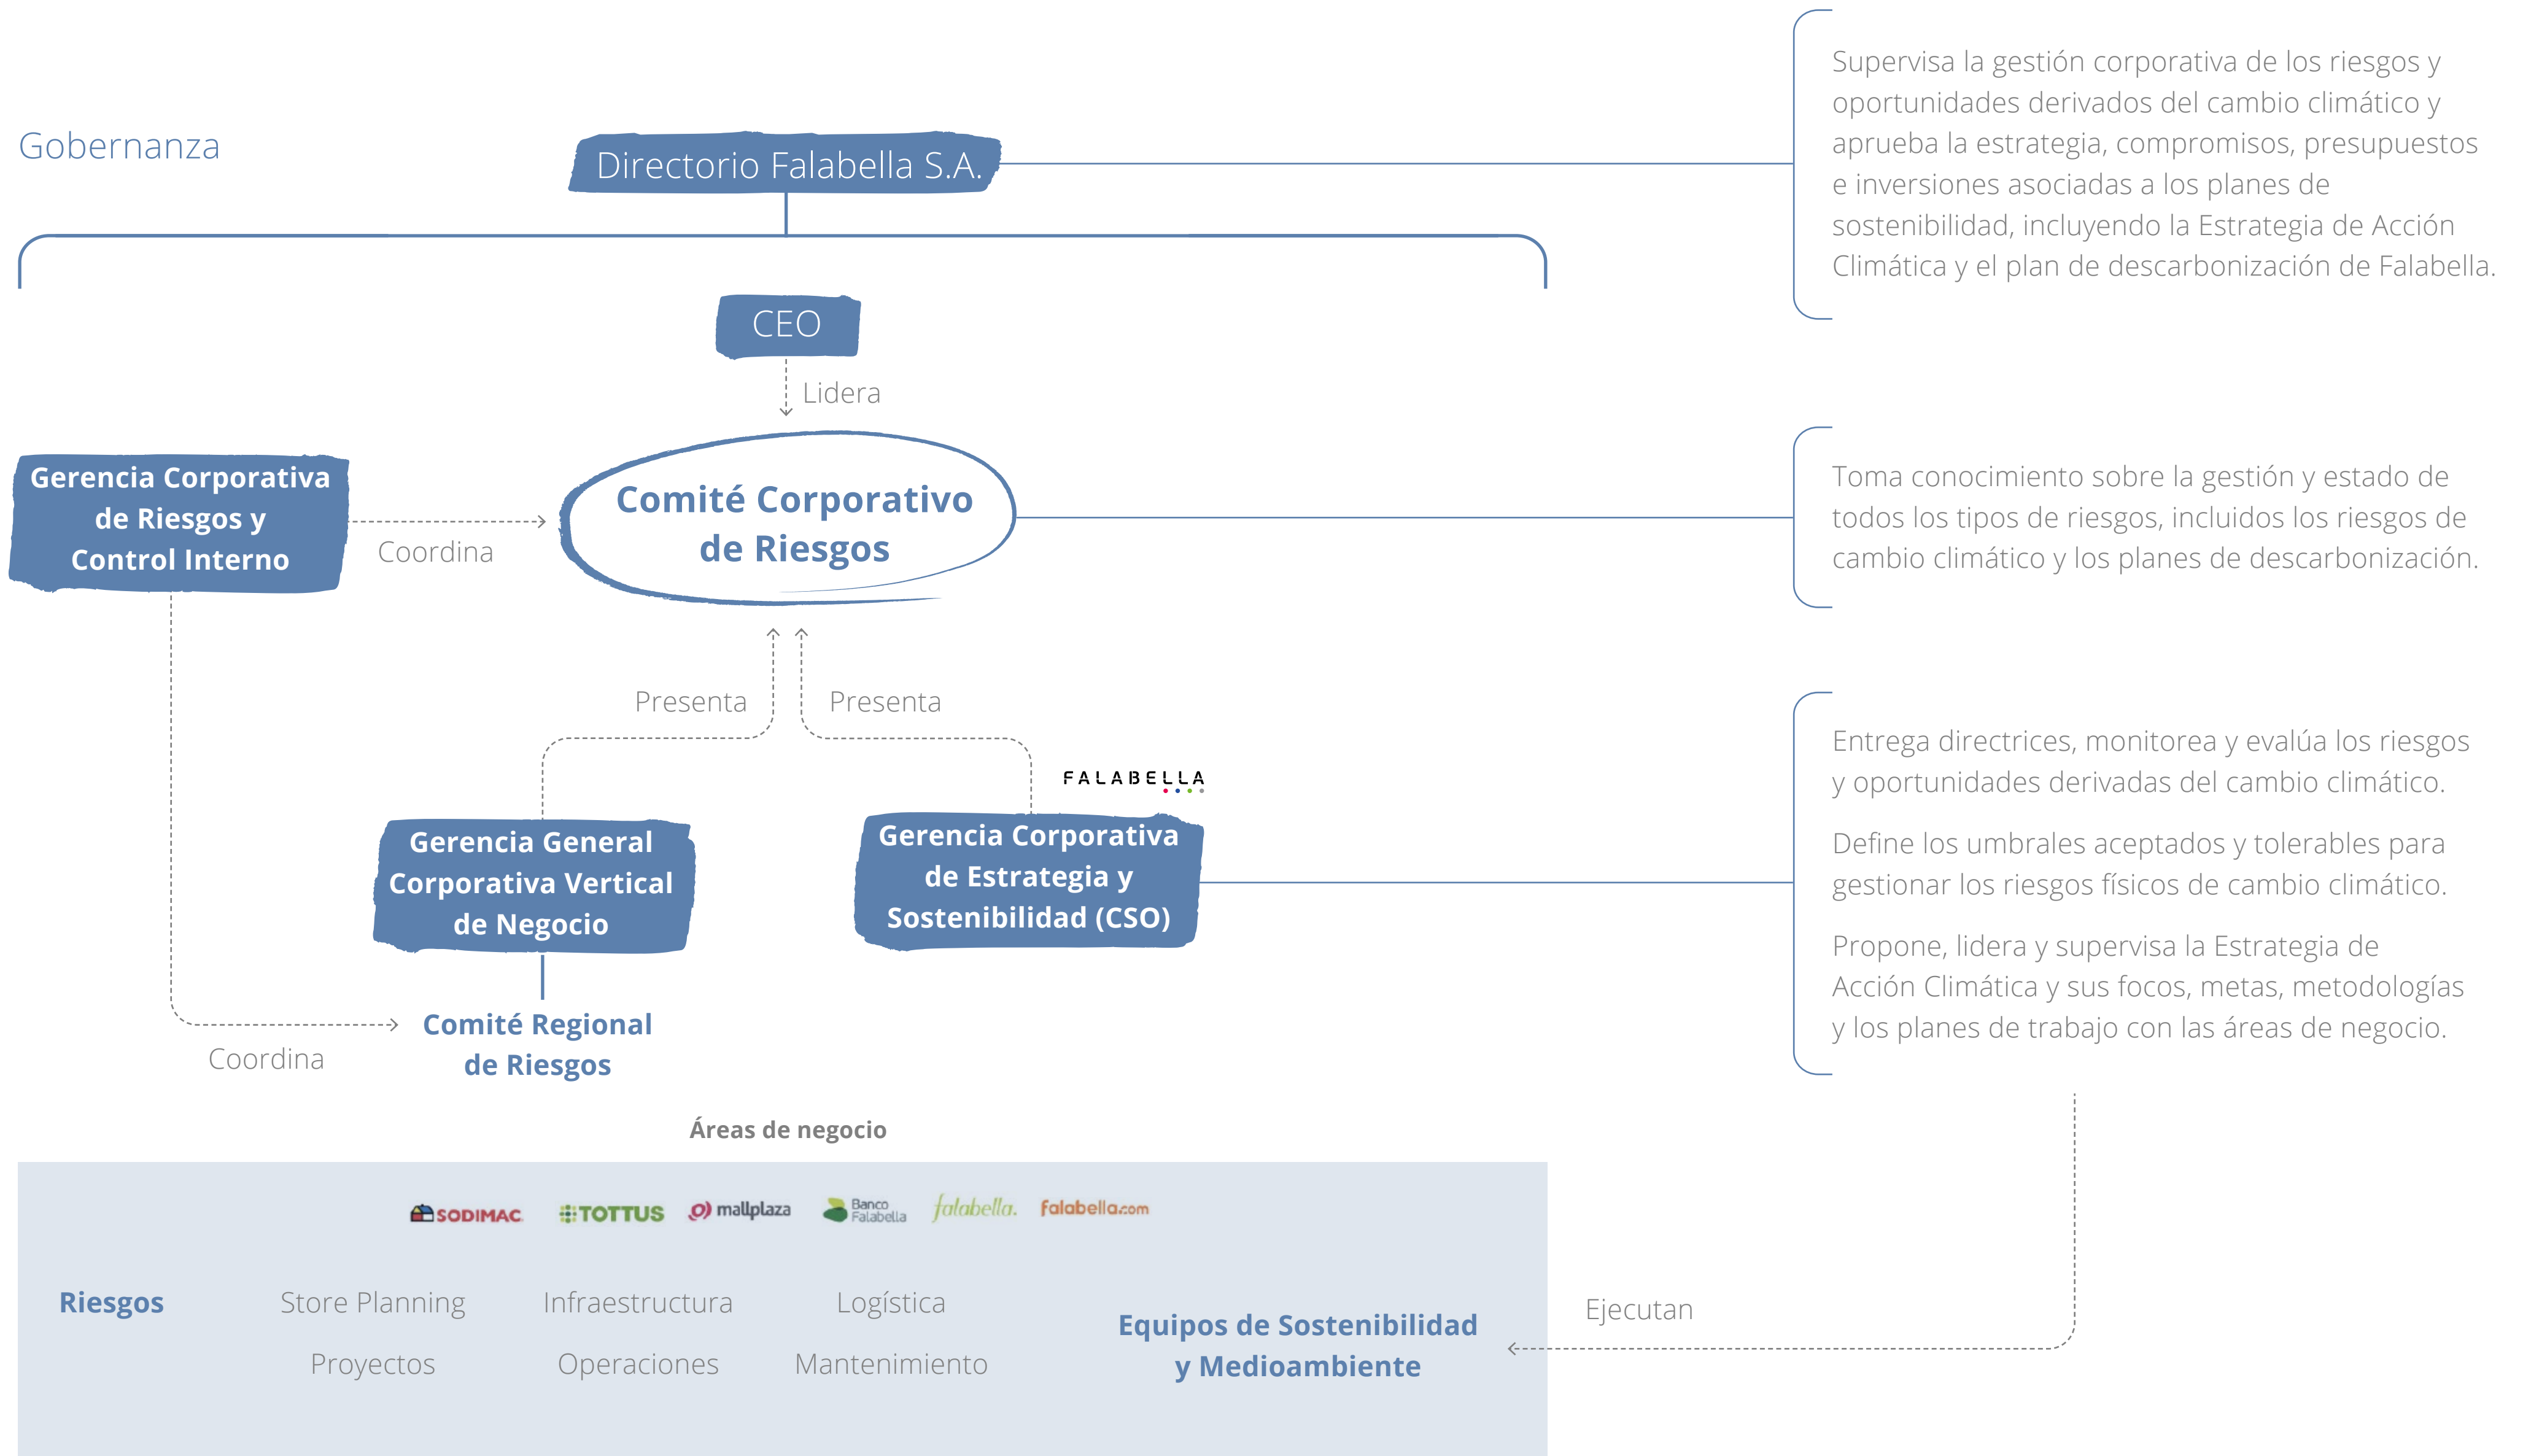 Gobernanza
Directorio Falabella S.A.
Supervisa la gestión corporativa de los riesgos y
oportunidades derivados del cambio climático y
aprueba la estrategia, compromisos, presupuestos
e inversiones asociadas a los planes de
sostenibilidad, incluyendo la Estrategia de Acción
Climática y el plan de descarbonización de Falabella.
CEO
Lidera
Gerencia Corporativa
de Riesgos y
Control Interno
Coordina
Comité Corporativo
de Riesgos
Toma conocimiento sobre la gestión y estado de
todos los tipos de riesgos, incluidos los riesgos de
cambio climático y los planes de descarbonización.
Presenta
Presenta
FALABELLA
Gerencia General
Corporativa Vertical
de Negocio
Gerencia Corporativa
de Estrategia y
Sostenibilidad (CSO)
Entrega directrices, monitorea y evalúa los riesgos
y oportunidades derivadas del cambio climático.
Define los umbrales aceptados y tolerables para
gestionar los riesgos físicos de cambio climático.
Propone, lidera y supervisa la Estrategia de
Acción Climática y sus focos, metas, metodologías
y los planes de trabajo con las áreas de negocio.
Coordina
Comité Regional
de Riesgos
Áreas de negocio
SODIMAC
TOTTUS
mallplaza
Banco
Falabella
falabella.
falabella.com
Riesgos
Store Planning
Infraestructura
Logística
Proyectos
Operaciones
Mantenimiento
Equipos de Sostenibilidad
y Medioambiente
Ejecutan